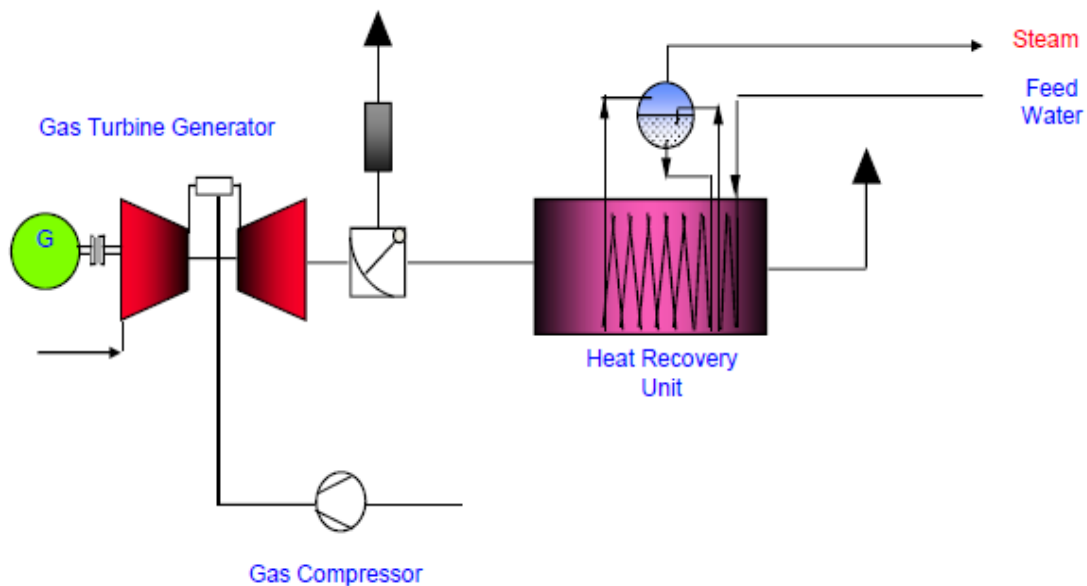 Steam
Feed
Water
Gas Turbine Generator
G
Heat Recovery
Unit
Gas Compressor